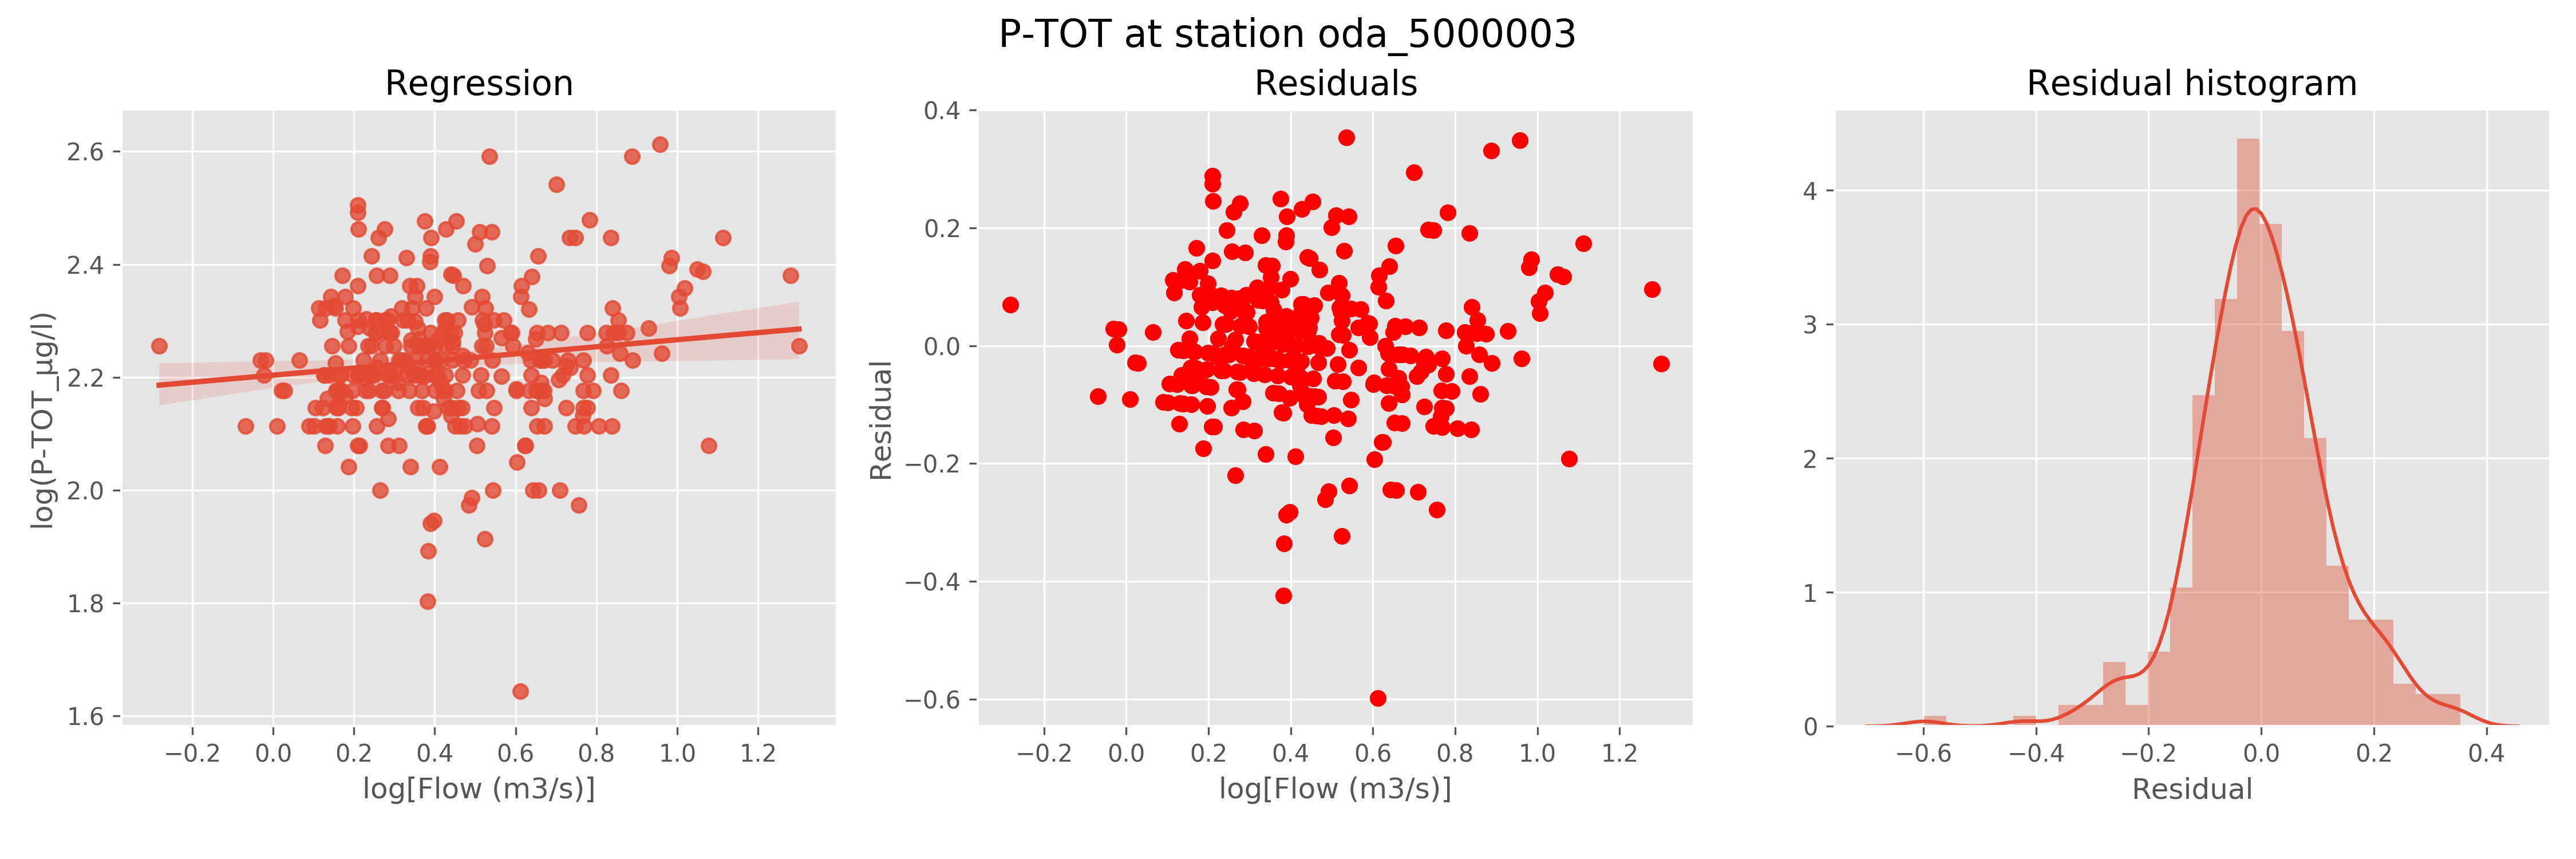 P-TOT at station oda_5000003
Regression
log(P-TOT_µg/l)
2.6
2.4
2.2
2.0
1.8
1.6
−0.2 0.0 0.2 0.4 0.6 0.8 1.0 1.2
log[Flow (m3/s)]
Residuals
Residual
0.4
0.2
0.0
−0.2
−0.4
−0.6
−0.2 0.0 0.2 0.4 0.6 0.8 1.0 1.2
log[Flow (m3/s)]
Residual histogram
4
3
2
1
0
−0.6 −0.4 −0.2 0.0 0.2 0.4
Residual